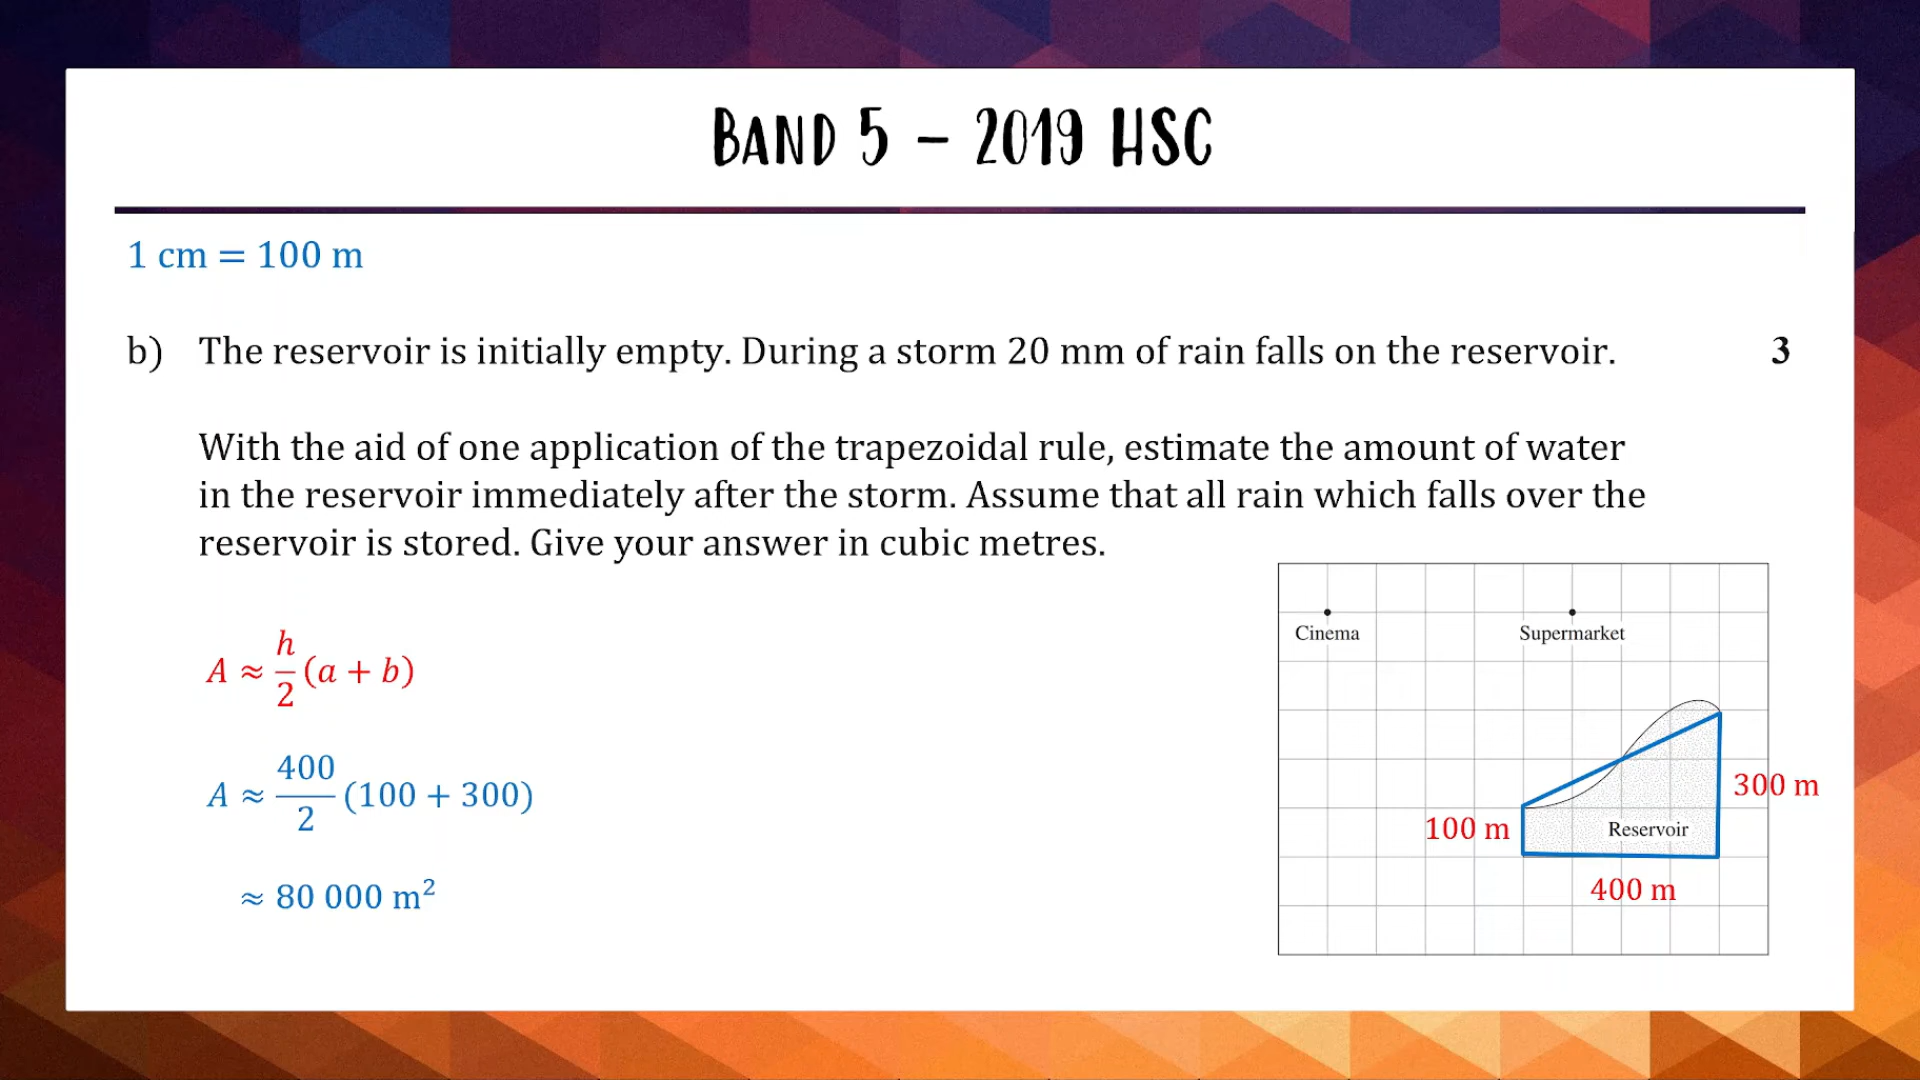 BAND 5 – 2019 HSC
1 cm = 100 m
b) The reservoir is initially empty. During a storm 20 mm of rain falls on the reservoir. 3
With the aid of one application of the trapezoidal rule, estimate the amount of water
in the reservoir immediately after the storm. Assume that all rain which falls over the
reservoir is stored. Give your answer in cubic metres.
A ≈ h/2 (a + b)
A ≈ 400/2 (100 + 300)
≈ 80 000 m²
Cinema Supermarket
300 m
100 m Reservoir
400 m